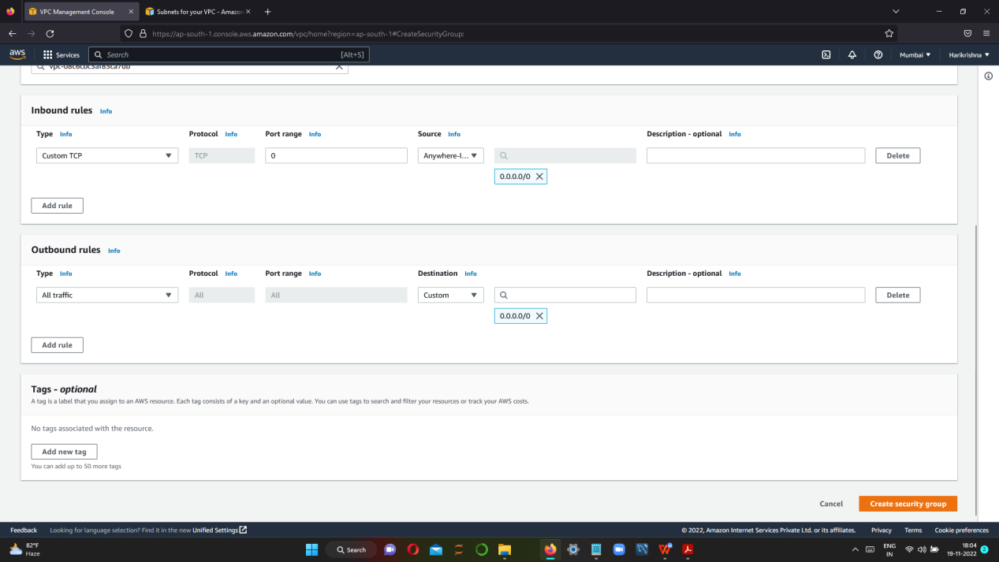 VPC Management Console
Subnets for your VPC - Amazon
https://ap-south-1.console.aws.amazon.com/vpc/home?region=ap-south-1#CreateSecurityGroup:
aws Services Search [Alt+S] Mumbai Harikrishna
Inbound rules Info
Type Info Protocol Info Port range Info Source Info Description - optional Info
Custom TCP TCP 0 Anywhere-I... Delete
0.0.0.0/0
Add rule
Outbound rules Info
Type Info Protocol Info Port range Info Destination Info Description - optional Info
All traffic All All Custom Delete
0.0.0.0/0
Add rule
Tags - optional
A tag is a label that you assign to an AWS resource. Each tag consists of a key and an optional value. You can use tags to search and filter your resources or track your AWS costs.
No tags associated with the resource.
Add new tag
You can add up to 50 more tags
Cancel Create security group
Feedback Looking for language selection? Find it in the new Unified Settings © 2022, Amazon Internet Services Private Ltd. or its affiliates. Privacy Terms Cookie preferences
82°F
Haze
Search
ENG
IN
18:04
19-11-2022
2